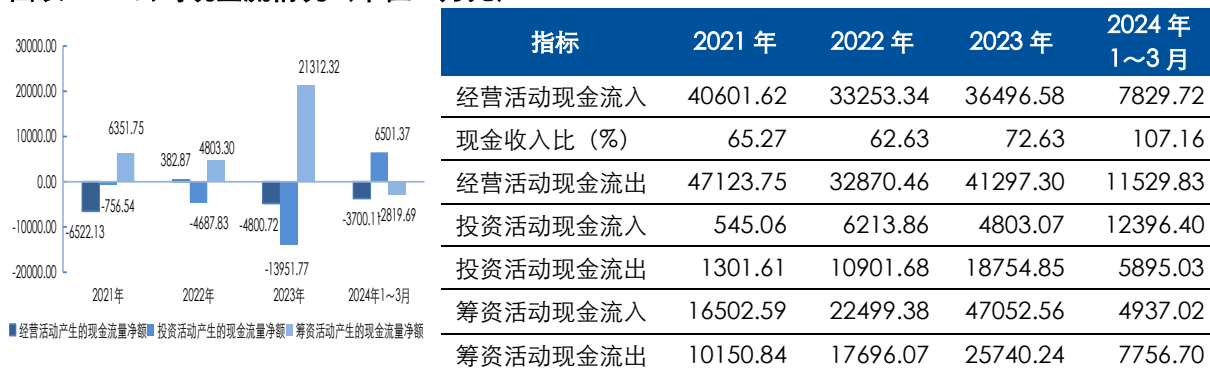 30000.00
20000.00
10000.00
0.00
-10000.00
-20000.00
6351.75
-756.54
-6522.13
382.87
4803.30
-4687.83
21312.32
-4800.72
-13951.77
6501.37
-3700.11
-2819.69
2021年 2022年 2023年 2024年1~3月
经营活动产生的现金流量净额 投资活动产生的现金流量净额 筹资活动产生的现金流量净额
指标 2021 年 2022 年 2023 年 2024 年
1~3 月
经营活动现金流入 40601.62 33253.34 36496.58 7829.72
现金收入比（%） 65.27 62.63 72.63 107.16
经营活动现金流出 47123.75 32870.46 41297.30 11529.83
投资活动现金流入 545.06 6213.86 4803.07 12396.40
投资活动现金流出 1301.61 10901.68 18754.85 5895.03
筹资活动现金流入 16502.59 22499.38 47052.56 4937.02
筹资活动现金流出 10150.84 17696.07 25740.24 7756.70